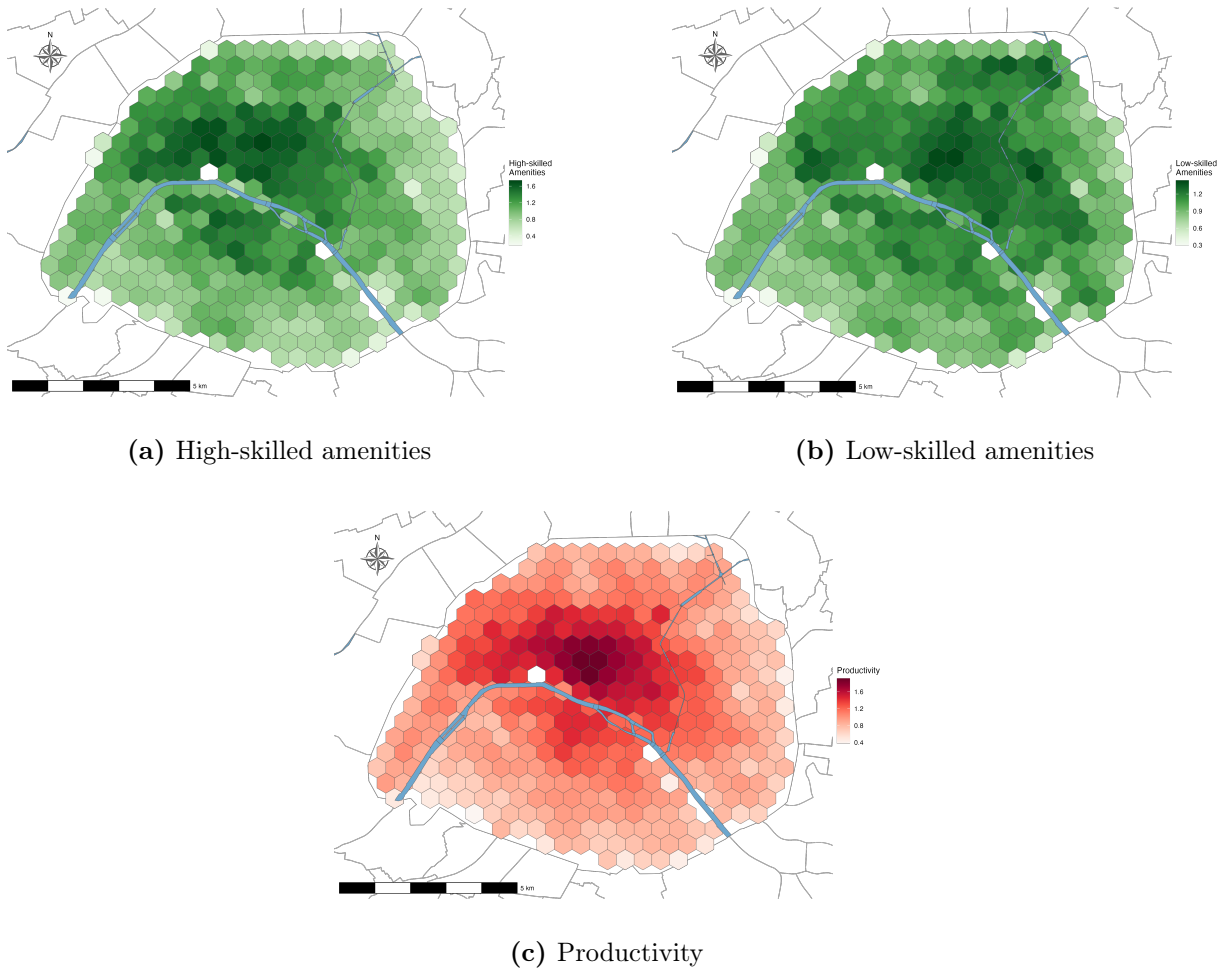 N
High-skilled
Amenities
1.6
1.2
0.8
0.4
5 km
(a) High-skilled amenities
N
Low-skilled
Amenities
1.2
0.9
0.6
0.3
5 km
(b) Low-skilled amenities
N
Productivity
1.6
1.2
0.8
0.4
5 km
(c) Productivity